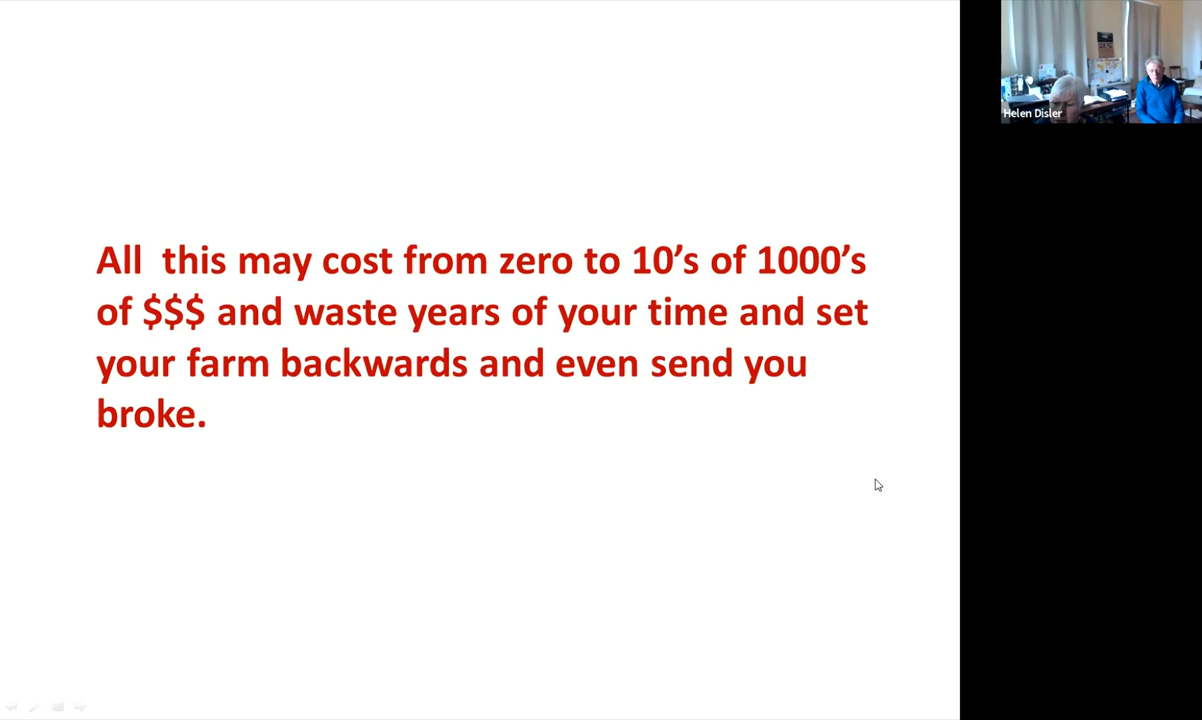 All  this may cost from zero to 10’s of 1000’s
of $$$ and waste years of your time and set
your farm backwards and even send you
broke.
Helen Disler